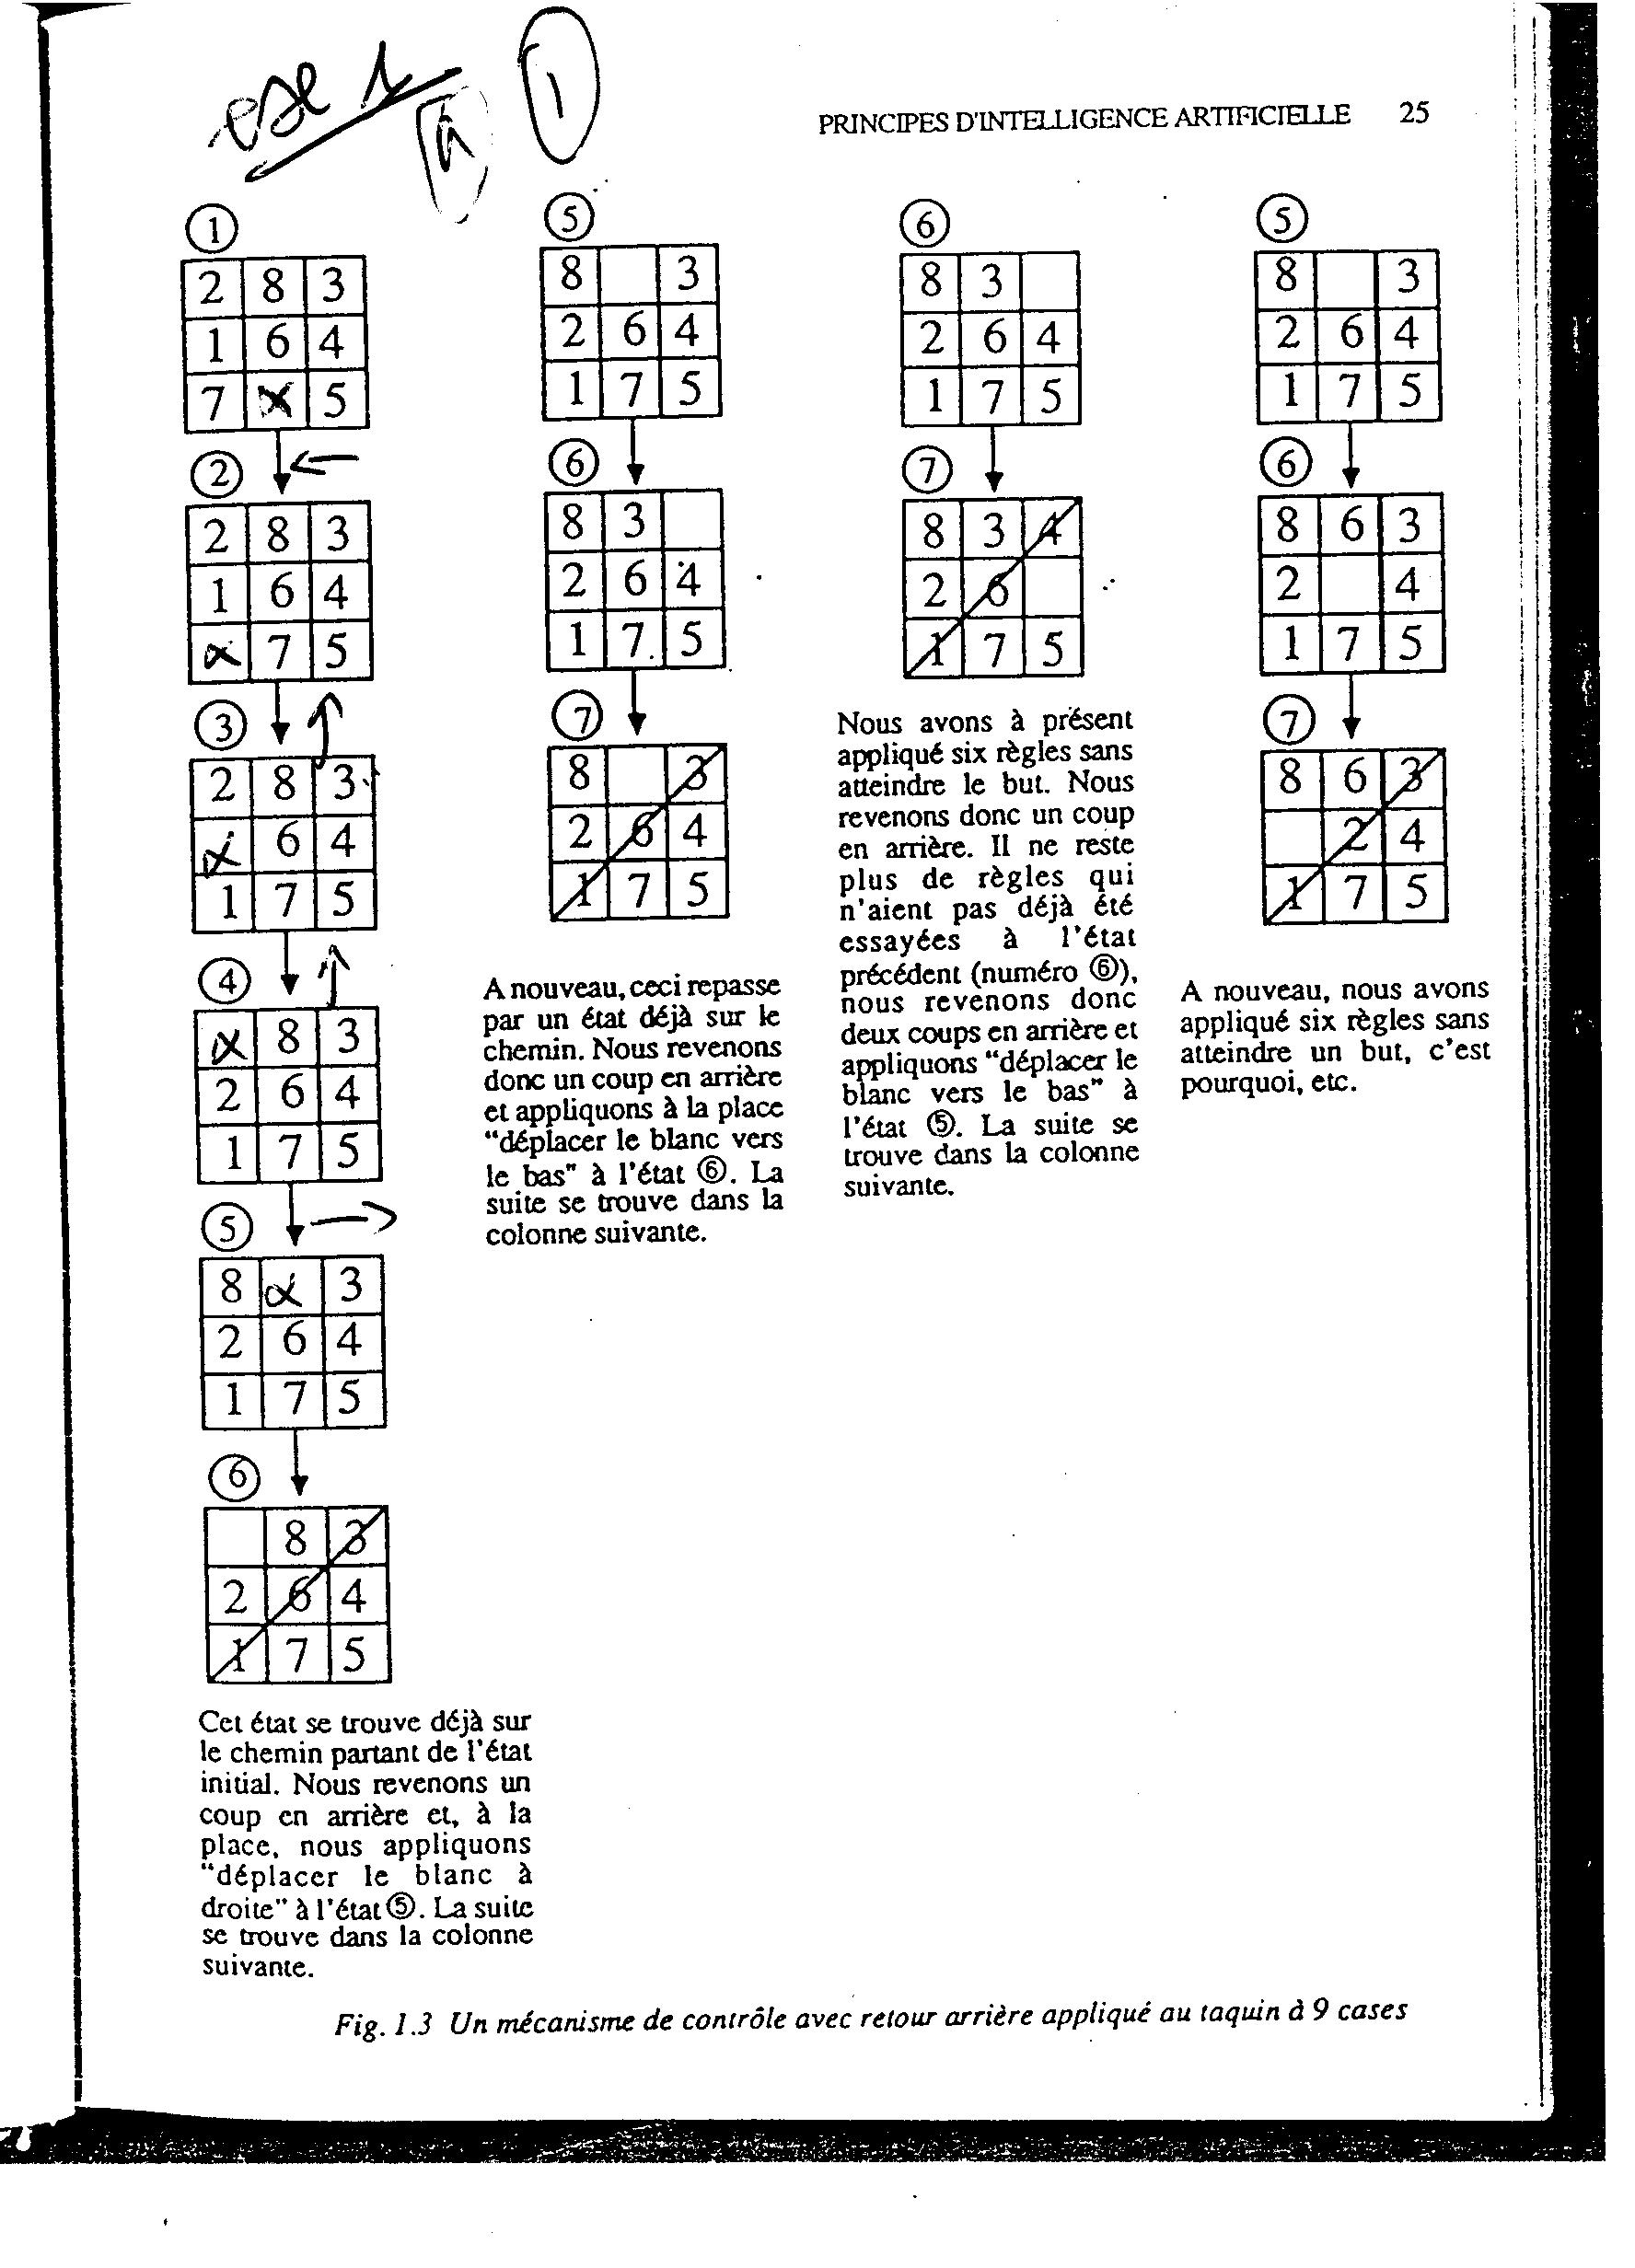 ex 1
à
1
PRINCIPES D'INTELLIGENCE ARTIFICIELLE 25
①
2 8 3
1 6 4
7 x 5
②
2 8 3
1 6 4
x 7 5
③
2 8 3
x 6 4
1 7 5
④
x 8 3
2 6 4
1 7 5
⑤
8 x 3
2 6 4
1 7 5
⑥
8 3
2 6 4
1 7 5
Cet état se trouve déjà sur
le chemin partant de l'état
initial. Nous revenons un
coup en arrière et, à la
place, nous appliquons
“déplacer le blanc à
droite” à l'état ⑤. La suite
se trouve dans la colonne
suivante.
⑤
8 3
2 6 4
1 7 5
⑥
8 3
2 6 4
1 7 5
⑦
8 3
2 6 4
1 7 5
A nouveau, ceci repasse
par un état déjà sur le
chemin. Nous revenons
donc un coup en arrière
et appliquons à la place
“déplacer le blanc vers
le bas” à l'état ⑥. La
suite se trouve dans la
colonne suivante.
⑥
8 3
2 6 4
1 7 5
⑦
8 3 4
2 6
1 7 5
Nous avons à présent
appliqué six règles sans
atteindre le but. Nous
revenons donc un coup
en arrière. Il ne reste
plus de règles qui
n'aient pas déjà été
essayées à l'état
précédent (numéro ⑥),
nous revenons donc
deux coups en arrière et
appliquons “déplacer le
blanc vers le bas” à
l'état ⑤. La suite se
trouve dans la colonne
suivante.
⑤
8 3
2 6 4
1 7 5
⑥
8 6 3
2 4
1 7 5
⑦
8 6 3
2 4
1 7 5
A nouveau, nous avons
appliqué six règles sans
atteindre un but, c'est
pourquoi, etc.
Fig. 1.3 Un mécanisme de contrôle avec retour arrière appliqué au taquin à 9 cases